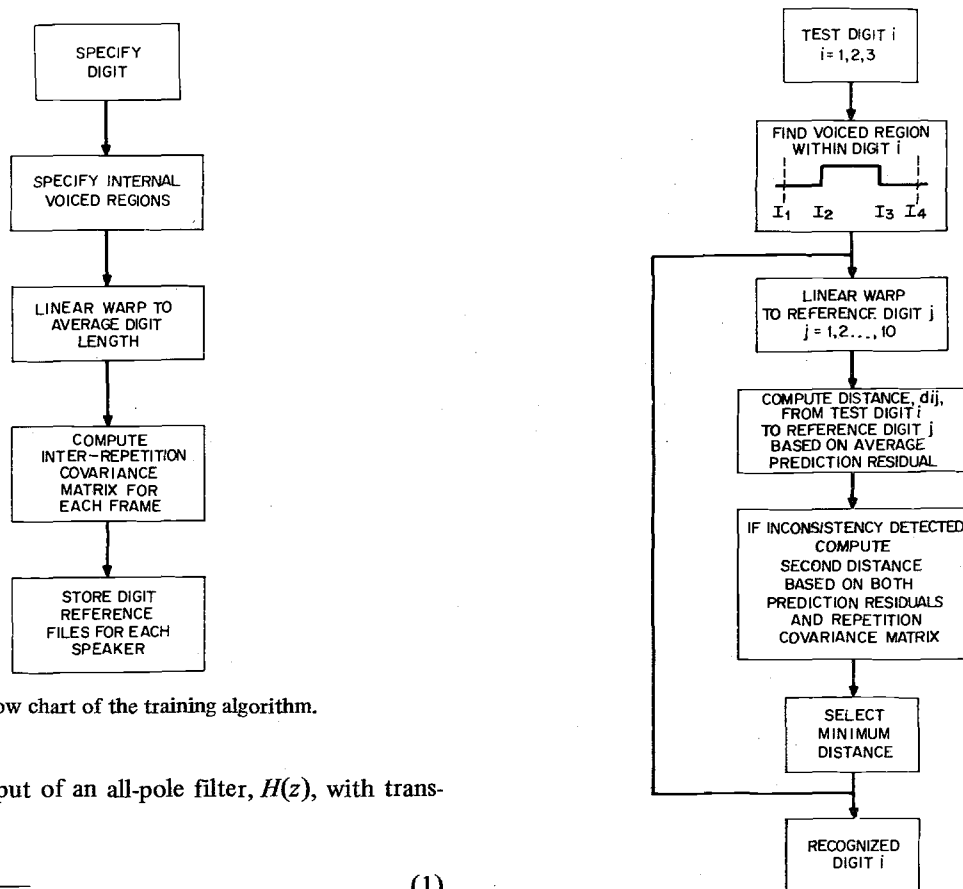 SPECIFY
DIGIT
SPECIFY INTERNAL
VOICED REGIONS
LINEAR WARP TO
AVERAGE DIGIT
LENGTH
COMPUTE
INTER-REPETITION
COVARIANCE
MATRIX FOR
EACH FRAME
STORE DIGIT
REFERENCE
FILES FOR EACH
SPEAKER
ow chart of the training algorithm.
put of an all-pole filter, H(z), with trans-
(1)
TEST DIGIT i
i=1,2,3
FIND VOICED REGION
WITHIN DIGIT i
I1 I2 I3 I4
LINEAR WARP
TO REFERENCE DIGIT j
j = 1,2...,10
COMPUTE DISTANCE, dij,
FROM TEST DIGIT i
TO REFERENCE DIGIT j
BASED ON AVERAGE
PREDICTION RESIDUAL
IF INCONSISTENCY DETECTED
COMPUTE
SECOND DISTANCE
BASED ON BOTH
PREDICTION RESIDUALS
AND REPETITION
COVARIANCE MATRIX
SELECT
MINIMUM
DISTANCE
RECOGNIZED
DIGIT i